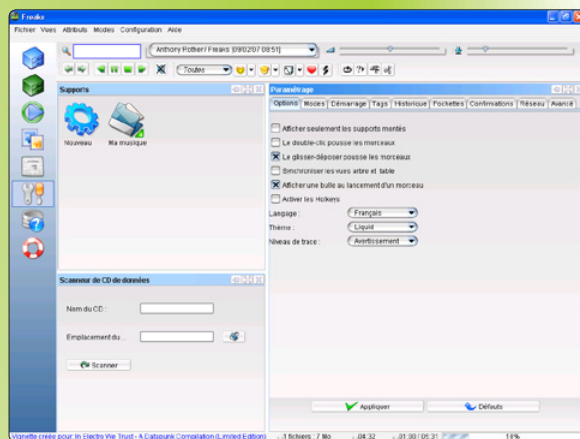 Freaks
Fichier Vues Attributs Modes Configuration Aide
Anthony Rother / Freaks [09/02/07 08:51]
Toutes
Supports
Nouveau Ma musique
Paramétrage
Options Modes Démarrage Tags Historique Pochettes Confirmations Réseau Avancé
Afficher seulement les supports montés
Le double-clic pousse les morceaux
Le glisser-déposer pousse les morceaux
Synchroniser les vues arbre et table
Afficher une bulle au lancement d'un morceau
Activer les Hotkeys
Langage : Français
Thème : Liquid
Niveau de trace : Avertissement
Scanneur de CD de données
Nom du CD :
Emplacement du ...
Scanner
Appliquer Défauts
Vignette créée pour: In Electro We Trust - A Datapunk Compilation (Limited Edition) 1 fichiers : 7 Mo 04:32 01:00 / 05:31 18%